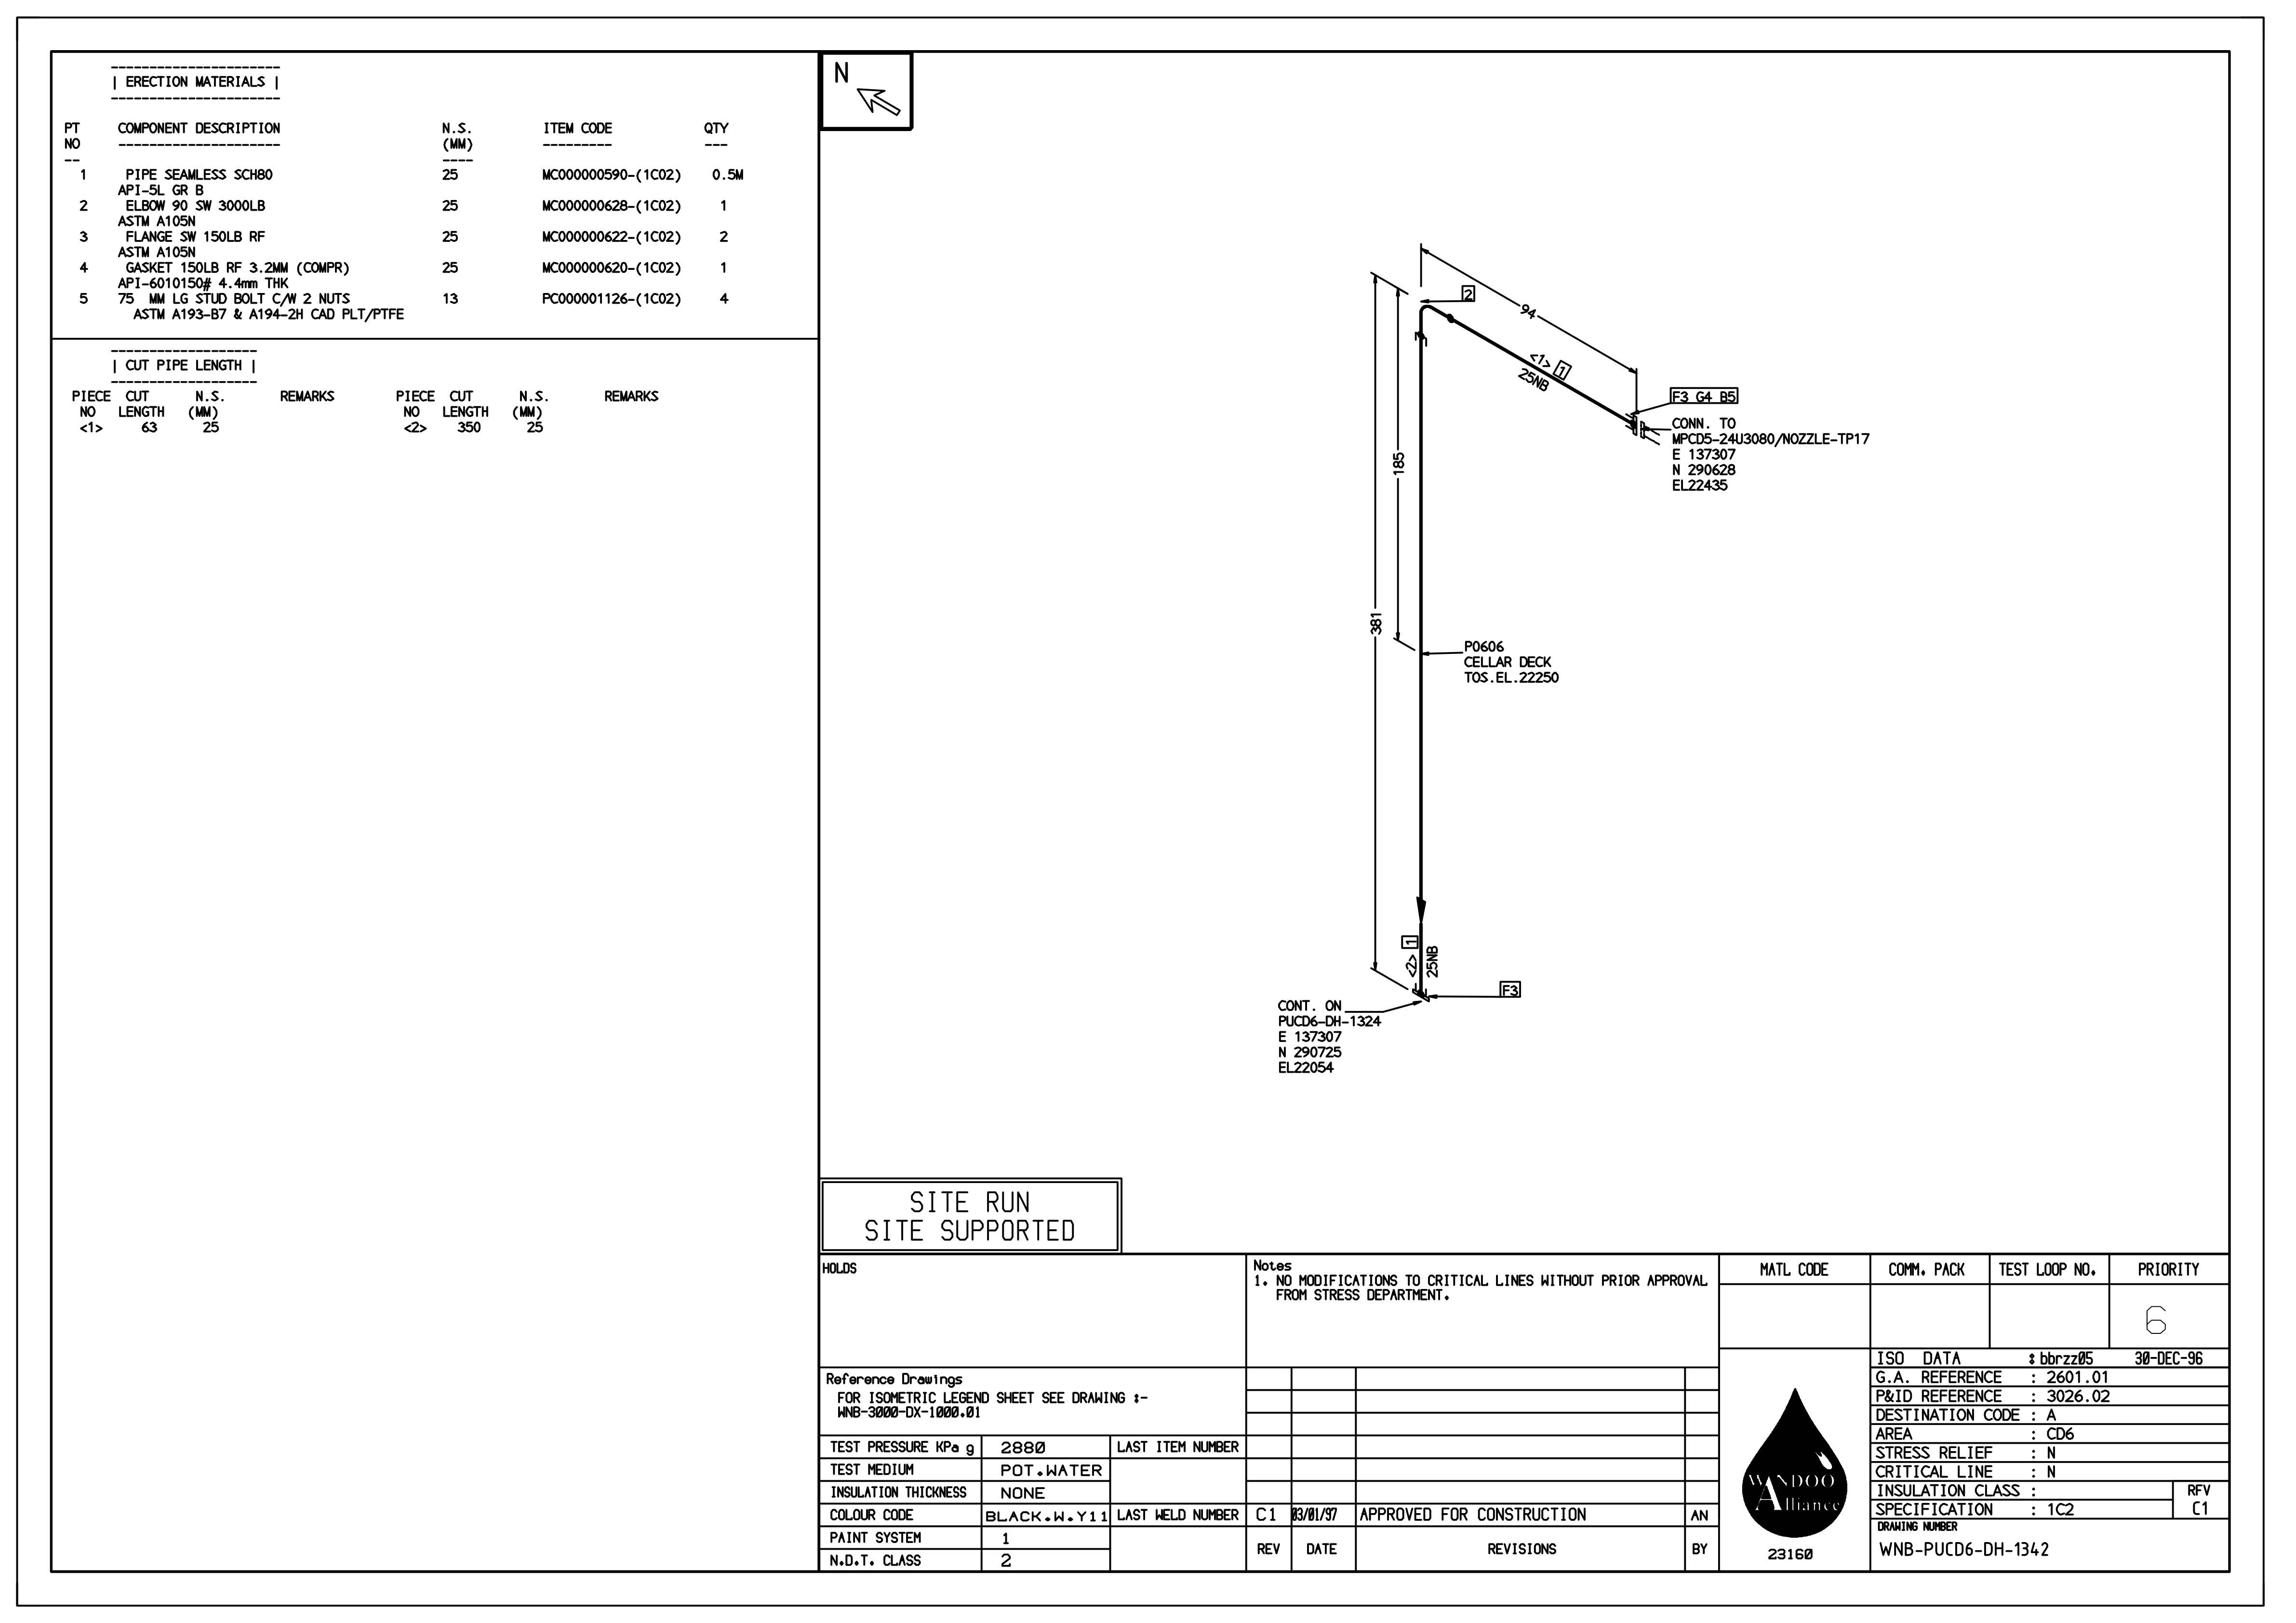 | ERECTION MATERIALS |
PT COMPONENT DESCRIPTION N.S. ITEM CODE QTY
NO (MM)
1 PIPE SEAMLESS SCH80 25 MC000000590-(1C02) 0.5M
API-5L GR B
2 ELBOW 90 SW 3000LB 25 MC000000628-(1C02) 1
ASTM A105N
3 FLANGE SW 150LB RF 25 MC000000622-(1C02) 2
ASTM A105N
4 GASKET 150LB RF 3.2MM (COMPR) 25 MC000000620-(1C02) 1
API-6010150# 4.4mm THK
5 75 MM LG STUD BOLT C/W 2 NUTS 13 PC000001126-(1C02) 4
ASTM A193-B7 & A194-2H CAD PLT/PTFE
| CUT PIPE LENGTH |
PIECE CUT N.S. REMARKS PIECE CUT N.S. REMARKS
NO LENGTH (MM) NO LENGTH (MM)
<1> 63 25 <2> 350 25
N
2
94
<1> 1
25NB
F3 G4 B5
CONN. TO
MPCD5-24U3080/NOZZLE-TP17
E 137307
N 290628
EL22435
185
381
P0606
CELLAR DECK
TOS.EL.22250
<2> 1
25NB
F3
CONT. ON
PUCD6-DH-1324
E 137307
N 290725
EL22054
SITE RUN
SITE SUPPORTED
HOLDS
Notes
1. NO MODIFICATIONS TO CRITICAL LINES WITHOUT PRIOR APPROVAL
FROM STRESS DEPARTMENT.
MATL CODE COMM. PACK TEST LOOP NO. PRIORITY
6
Reference Drawings
FOR ISOMETRIC LEGEND SHEET SEE DRAWING :-
WNB-3000-DX-1000.01
TEST PRESSURE KPa g 2880 LAST ITEM NUMBER
TEST MEDIUM POT.WATER
INSULATION THICKNESS NONE
COLOUR CODE BLACK.W.Y11 LAST WELD NUMBER
PAINT SYSTEM 1
N.D.T. CLASS 2
C1 03/01/97 APPROVED FOR CONSTRUCTION AN
REV DATE REVISIONS BY
WANDOO
Alliance
23160
ISO DATA : bbrzz05 30-DEC-96
G.A. REFERENCE : 2601.01
P&ID REFERENCE : 3026.02
DESTINATION CODE : A
AREA : CD6
STRESS RELIEF : N
CRITICAL LINE : N
INSULATION CLASS : RFV
SPECIFICATION : 1C2 C1
DRAWING NUMBER
WNB-PUCD6-DH-1342